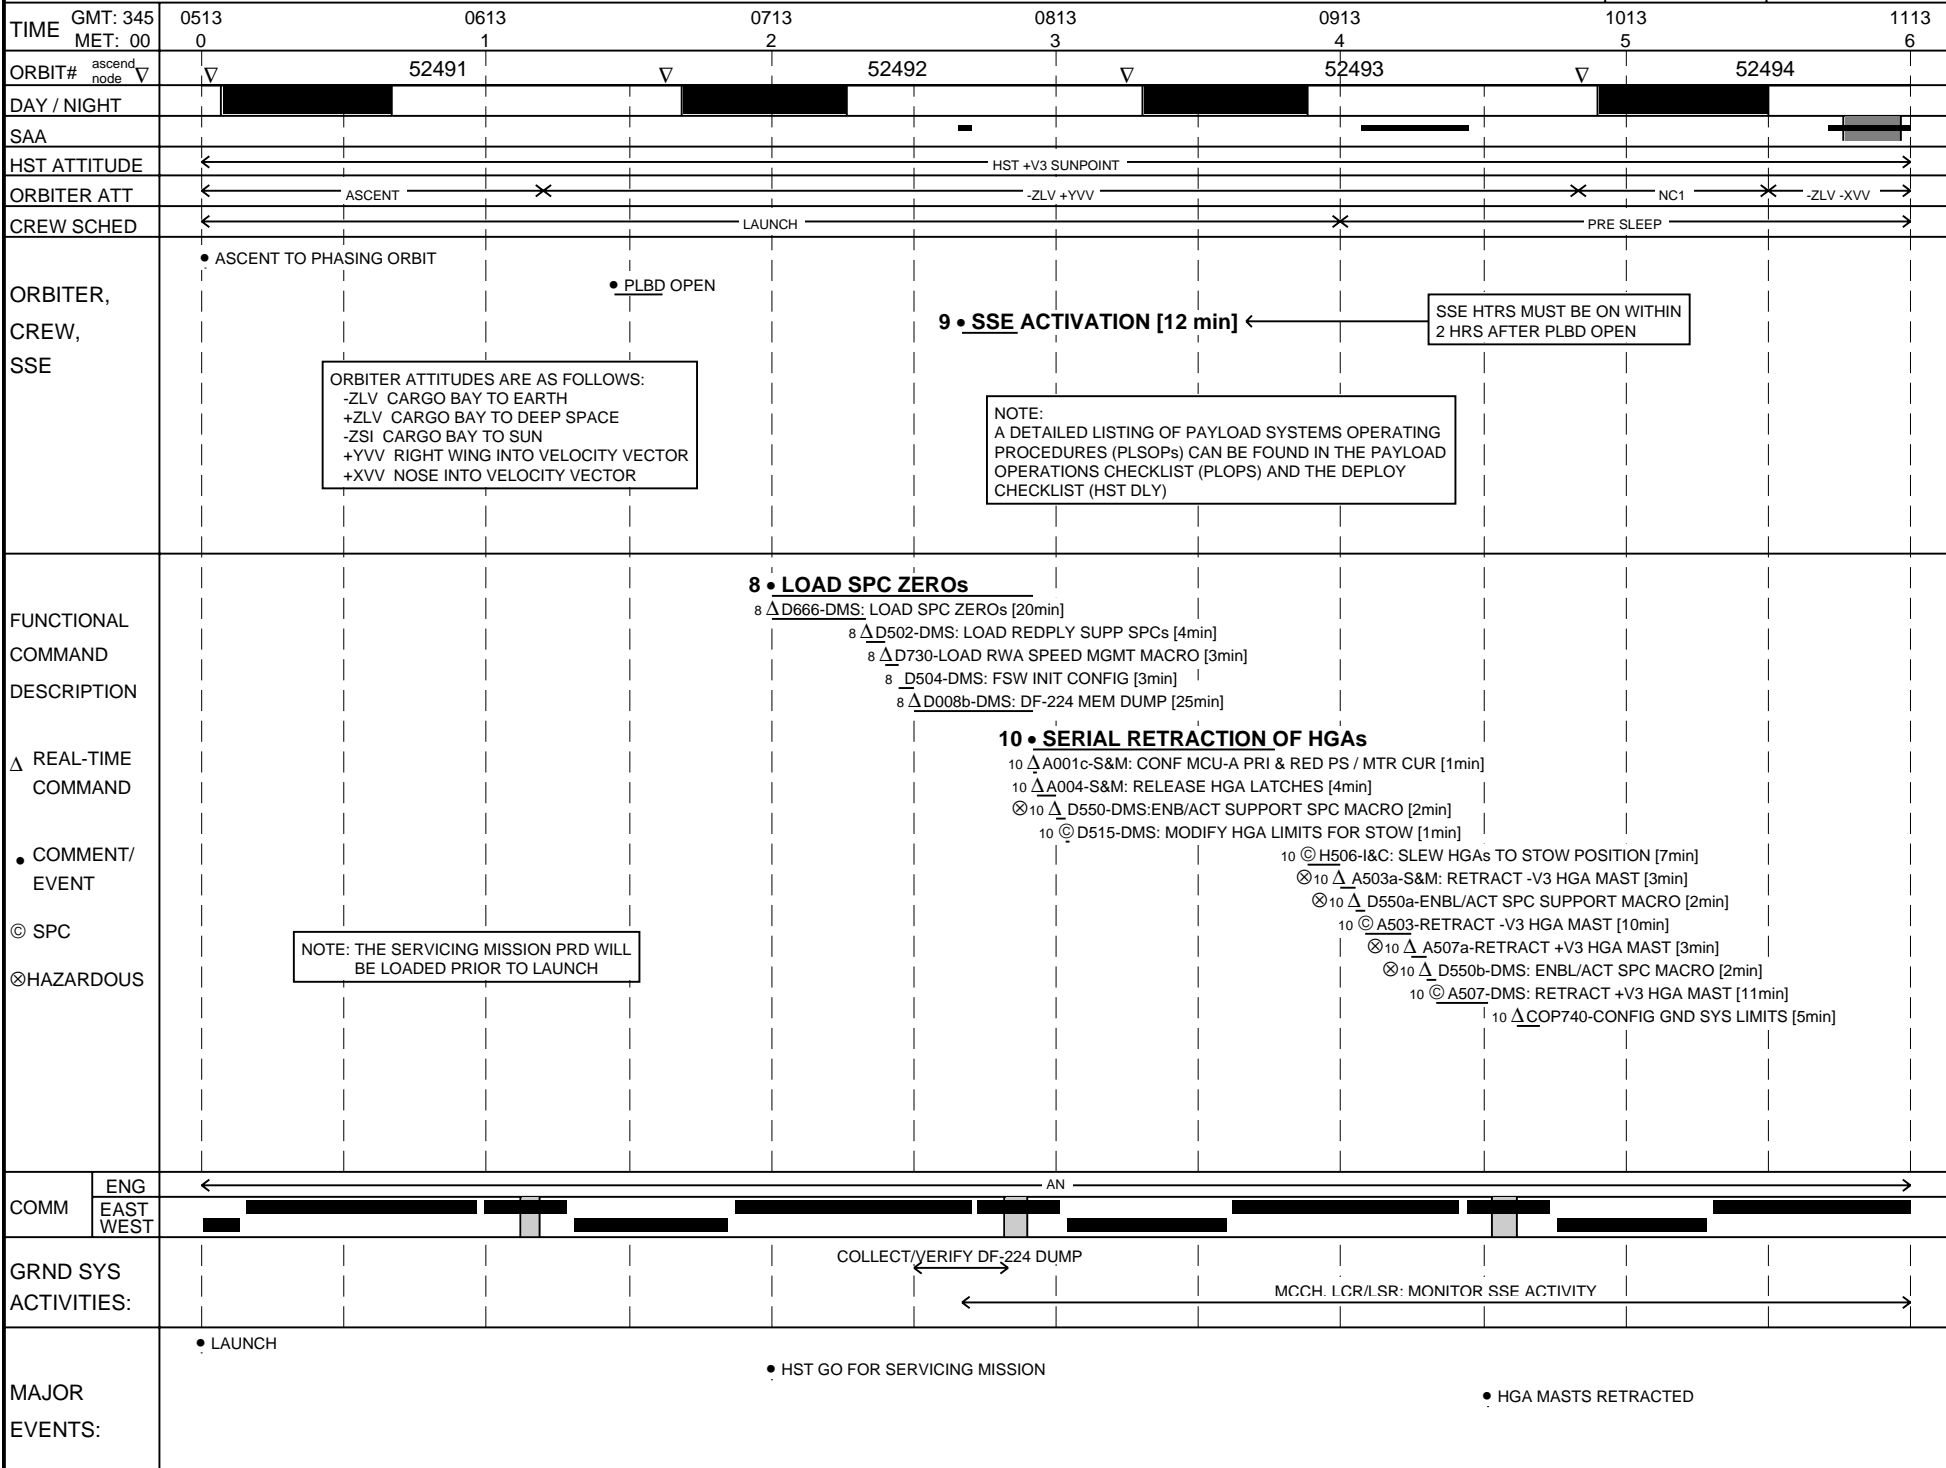 TIME GMT: 345 0513 0613 0713 0813 0913 1013 1113
MET: 00 0 1 2 3 4 5 6
ORBIT# ascend node ∇ ∇ 52491 ∇ 52492 ∇ 52493 ∇ 52494
DAY / NIGHT
SAA
HST ATTITUDE HST +V3 SUNPOINT
ORBITER ATT ASCENT -ZLV +YVV NC1 -ZLV -XVV
CREW SCHED LAUNCH PRE SLEEP
ORBITER,
CREW,
SSE
• ASCENT TO PHASING ORBIT
• PLBD OPEN
9 • SSE ACTIVATION [12 min]
SSE HTRS MUST BE ON WITHIN
2 HRS AFTER PLBD OPEN
ORBITER ATTITUDES ARE AS FOLLOWS:
-ZLV CARGO BAY TO EARTH
+ZLV CARGO BAY TO DEEP SPACE
-ZSI CARGO BAY TO SUN
+YVV RIGHT WING INTO VELOCITY VECTOR
+XVV NOSE INTO VELOCITY VECTOR
NOTE:
A DETAILED LISTING OF PAYLOAD SYSTEMS OPERATING
PROCEDURES (PLSOPs) CAN BE FOUND IN THE PAYLOAD
OPERATIONS CHECKLIST (PLOPS) AND THE DEPLOY
CHECKLIST (HST DLY)
FUNCTIONAL
COMMAND
DESCRIPTION
∆ REAL-TIME
COMMAND
• COMMENT/
EVENT
© SPC
⊗HAZARDOUS
8 • LOAD SPC ZEROs
8 ∆ D666-DMS: LOAD SPC ZEROs [20min]
8 ∆ D502-DMS: LOAD REDPLY SUPP SPCs [4min]
8 ∆ D730-LOAD RWA SPEED MGMT MACRO [3min]
8 D504-DMS: FSW INIT CONFIG [3min]
8 ∆ D008b-DMS: DF-224 MEM DUMP [25min]
10 • SERIAL RETRACTION OF HGAs
10 ∆ A001c-S&M: CONF MCU-A PRI & RED PS / MTR CUR [1min]
10 ∆ A004-S&M: RELEASE HGA LATCHES [4min]
⊗10 ∆ D550-DMS:ENB/ACT SUPPORT SPC MACRO [2min]
10 © D515-DMS: MODIFY HGA LIMITS FOR STOW [1min]
10 © H506-I&C: SLEW HGAs TO STOW POSITION [7min]
⊗10 ∆ A503a-S&M: RETRACT -V3 HGA MAST [3min]
⊗10 ∆ D550a-ENBL/ACT SPC SUPPORT MACRO [2min]
10 © A503-RETRACT -V3 HGA MAST [10min]
⊗10 ∆ A507a-RETRACT +V3 HGA MAST [3min]
⊗10 ∆ D550b-DMS: ENBL/ACT SPC MACRO [2min]
10 © A507-DMS: RETRACT +V3 HGA MAST [11min]
10 ∆ COP740-CONFIG GND SYS LIMITS [5min]
NOTE: THE SERVICING MISSION PRD WILL
BE LOADED PRIOR TO LAUNCH
COMM ENG AN
EAST
WEST
GRND SYS
ACTIVITIES:
COLLECT/VERIFY DF-224 DUMP
MCCH, LCR/LSR: MONITOR SSE ACTIVITY
MAJOR
EVENTS:
• LAUNCH
• HST GO FOR SERVICING MISSION
• HGA MASTS RETRACTED